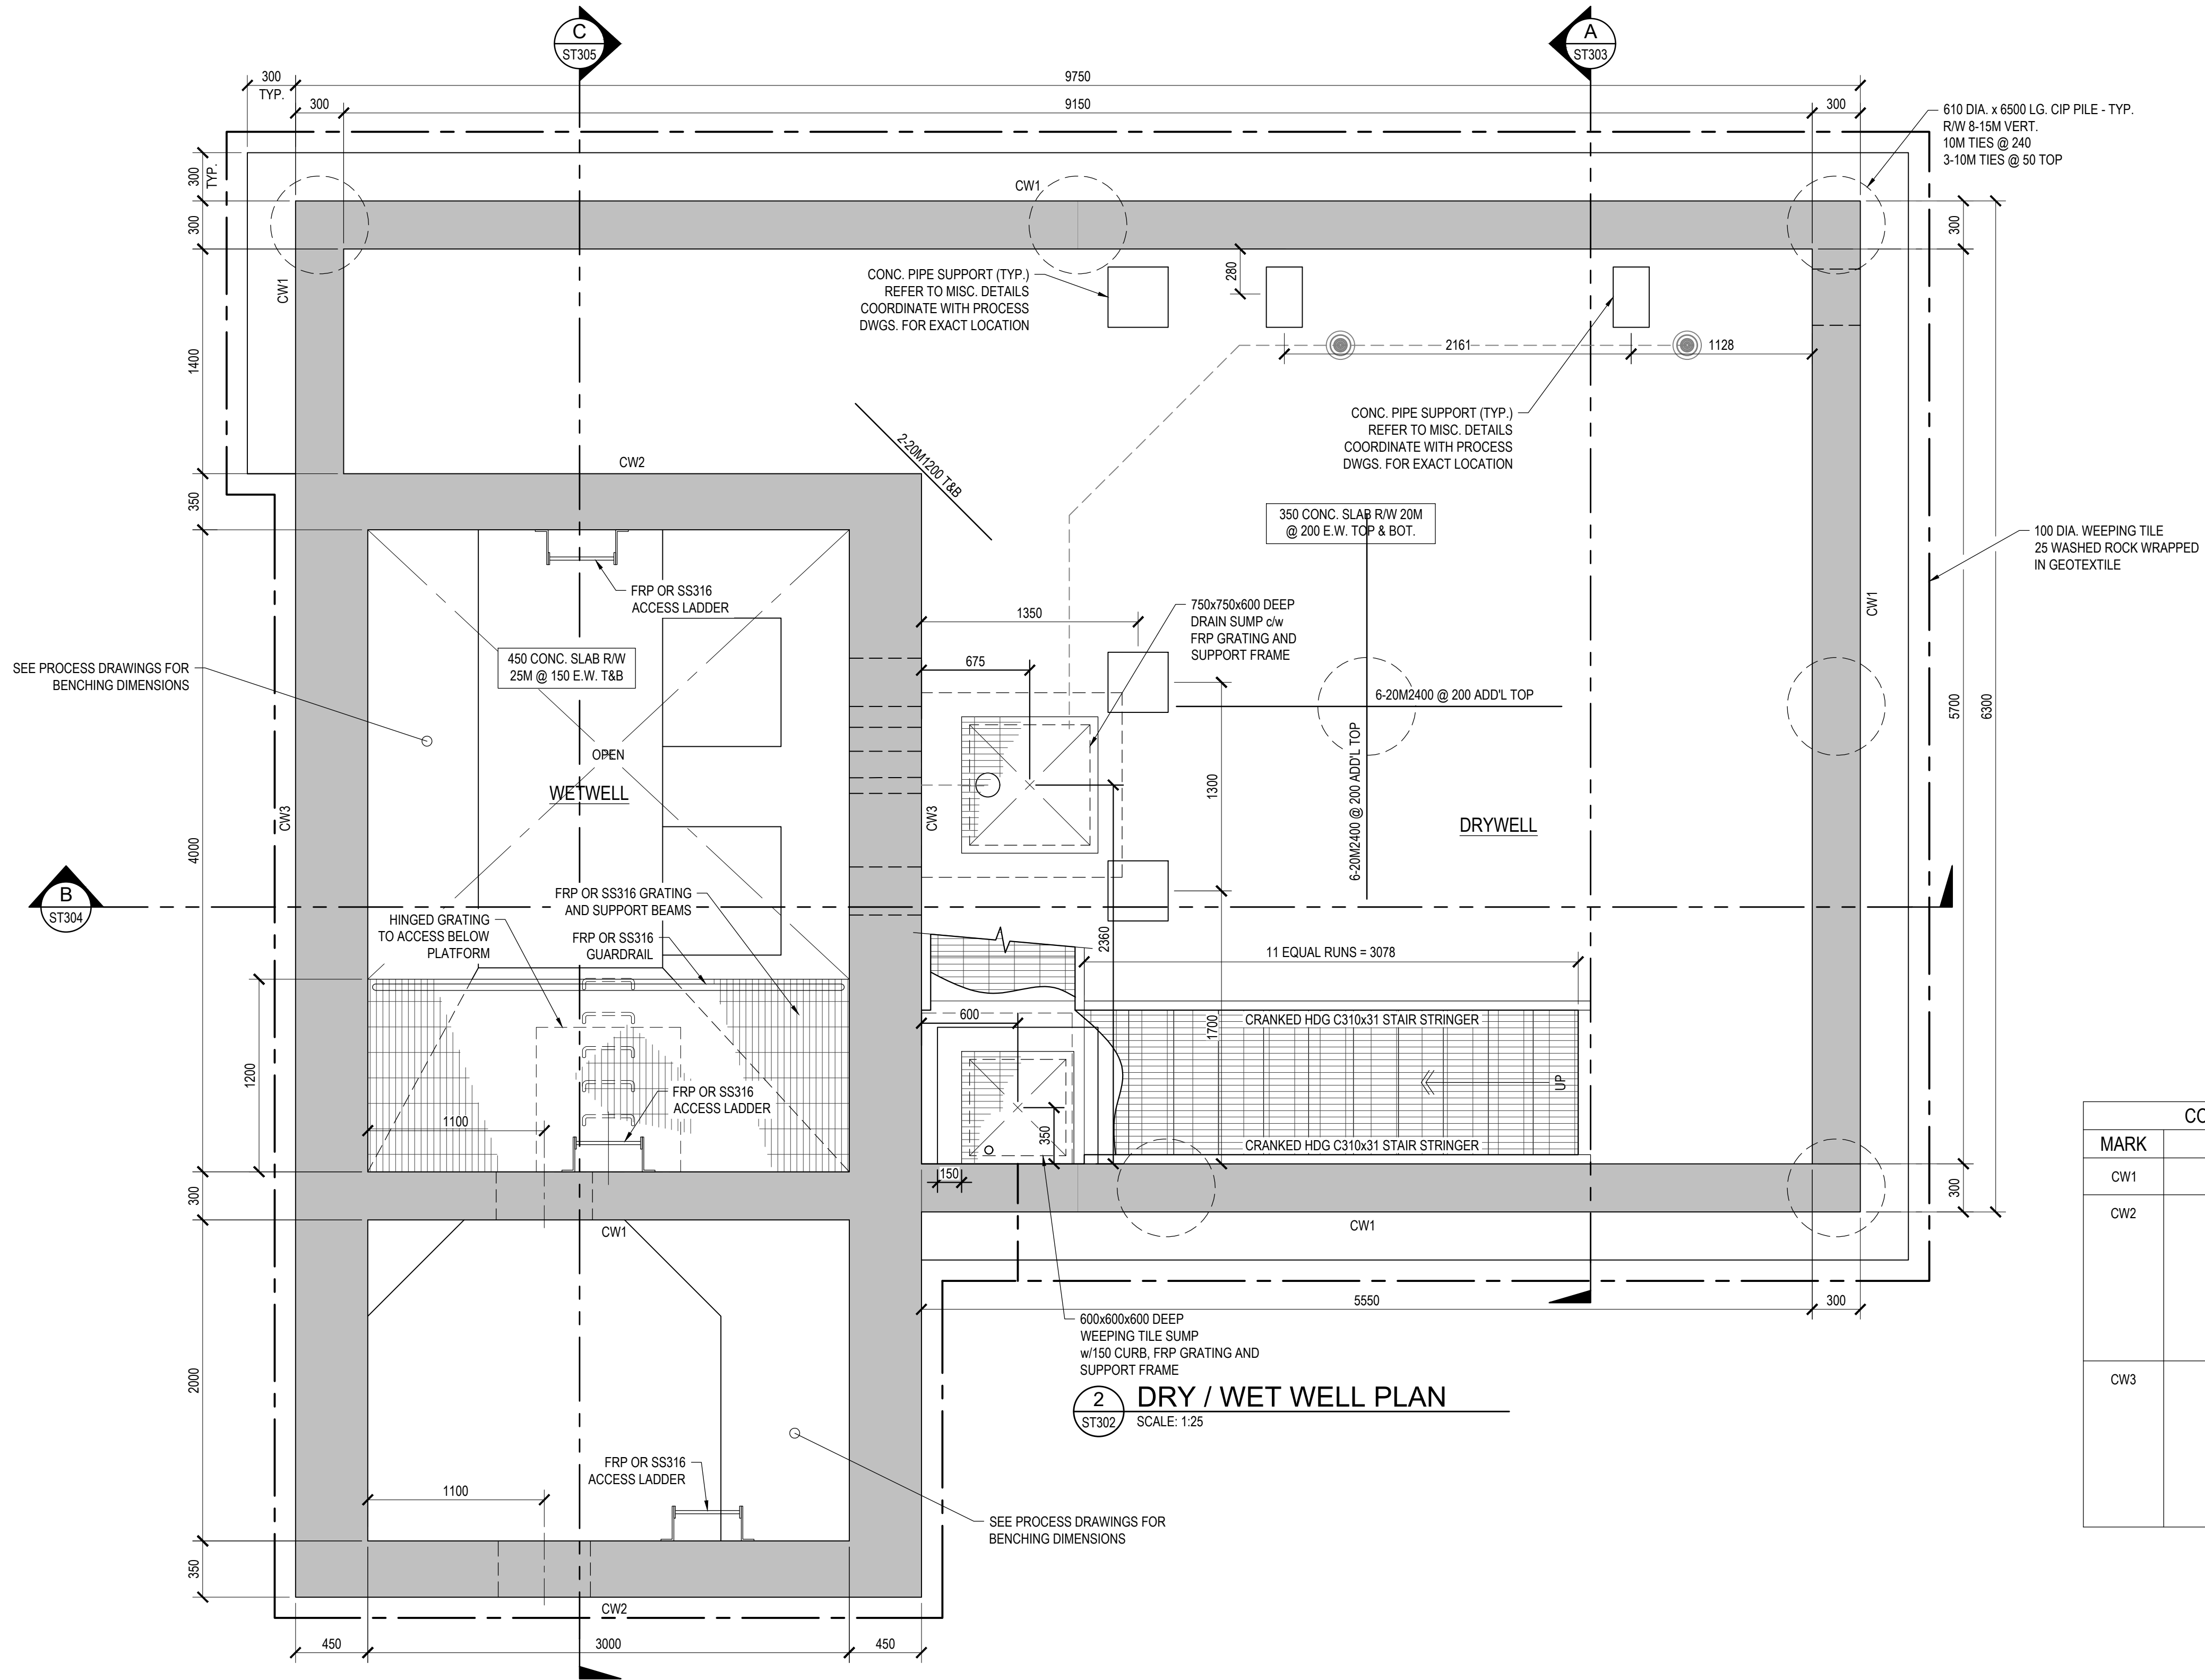 C
ST305
A
ST303
300
TYP.
9750
300
9150
300
610 DIA. x 6500 LG. CIP PILE - TYP.
R/W 8-15M VERT.
10M TIES @ 240
3-10M TIES @ 50 TOP
300
TYP.
CW1
300
300
CW1
CONC. PIPE SUPPORT (TYP.)
REFER TO MISC. DETAILS
COORDINATE WITH PROCESS
DWGS. FOR EXACT LOCATION
280
1400
2161
1128
CONC. PIPE SUPPORT (TYP.)
REFER TO MISC. DETAILS
COORDINATE WITH PROCESS
DWGS. FOR EXACT LOCATION
2-20M1200 T&B
CW2
350
350 CONC. SLAB R/W 20M
@ 200 E.W. TOP & BOT.
100 DIA. WEEPING TILE
25 WASHED ROCK WRAPPED
IN GEOTEXTILE
FRP OR SS316
ACCESS LADDER
1350
750x750x600 DEEP
DRAIN SUMP c/w
FRP GRATING AND
SUPPORT FRAME
CW1
SEE PROCESS DRAWINGS FOR
BENCHING DIMENSIONS
450 CONC. SLAB R/W
25M @ 150 E.W. T&B
675
6-20M2400 @ 200 ADD'L TOP
5700
6300
OPEN
WETWELL
6-20M2400 @ 200 ADD'L TOP
1300
CW3
CW3
DRYWELL
4000
B
ST304
FRP OR SS316 GRATING
AND SUPPORT BEAMS
HINGED GRATING
TO ACCESS BELOW
PLATFORM
FRP OR SS316
GUARDRAIL
2360
11 EQUAL RUNS = 3078
600
1700
CRANKED HDG C310x31 STAIR STRINGER
1200
UP
FRP OR SS316
ACCESS LADDER
1100
350
CRANKED HDG C310x31 STAIR STRINGER
150
300
300
CW1
CW1
CO
MARK
CW1
CW2
CW3
5550
300
600x600x600 DEEP
WEEPING TILE SUMP
w/150 CURB, FRP GRATING AND
SUPPORT FRAME
2000
2
ST302
DRY / WET WELL PLAN
SCALE: 1:25
FRP OR SS316
ACCESS LADDER
1100
SEE PROCESS DRAWINGS FOR
BENCHING DIMENSIONS
350
CW2
450
3000
450